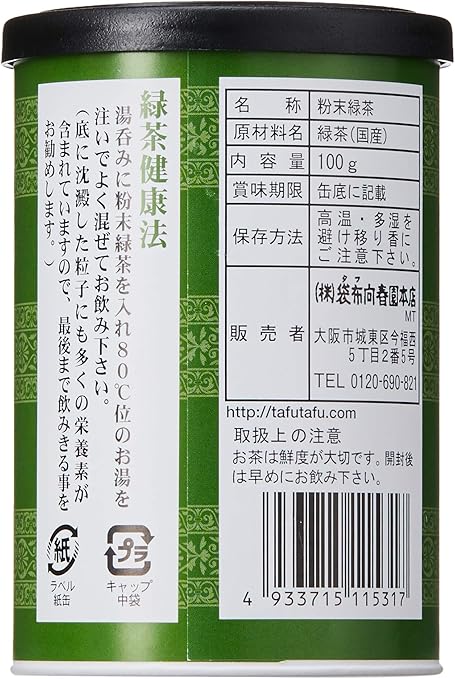 緑茶健康法
湯呑みに粉末緑茶を入れ80℃位のお湯を
注いでよく混ぜてお飲み下さい。
(底に沈澱した粒子にも多くの栄養素が
含まれていますので、最後まで飲みきる事を
お勧めします。)
名称 粉末緑茶
原材料名 緑茶(国産)
内容量 100g
賞味期限 缶底に記載
保存方法 高温・多湿を
避け移り香に
ご注意下さい。
販売者 タフ
(株)袋布向春園本店
MT
大阪市城東区今福西
5丁目2番5号
TEL 0120-690-821
http://tafutafu.com
取扱上の注意
お茶は鮮度が大切です。開封後
は早めにお飲み下さい。
紙
ラベル
紙缶
プラ
キャップ
中袋
4 933715 115317